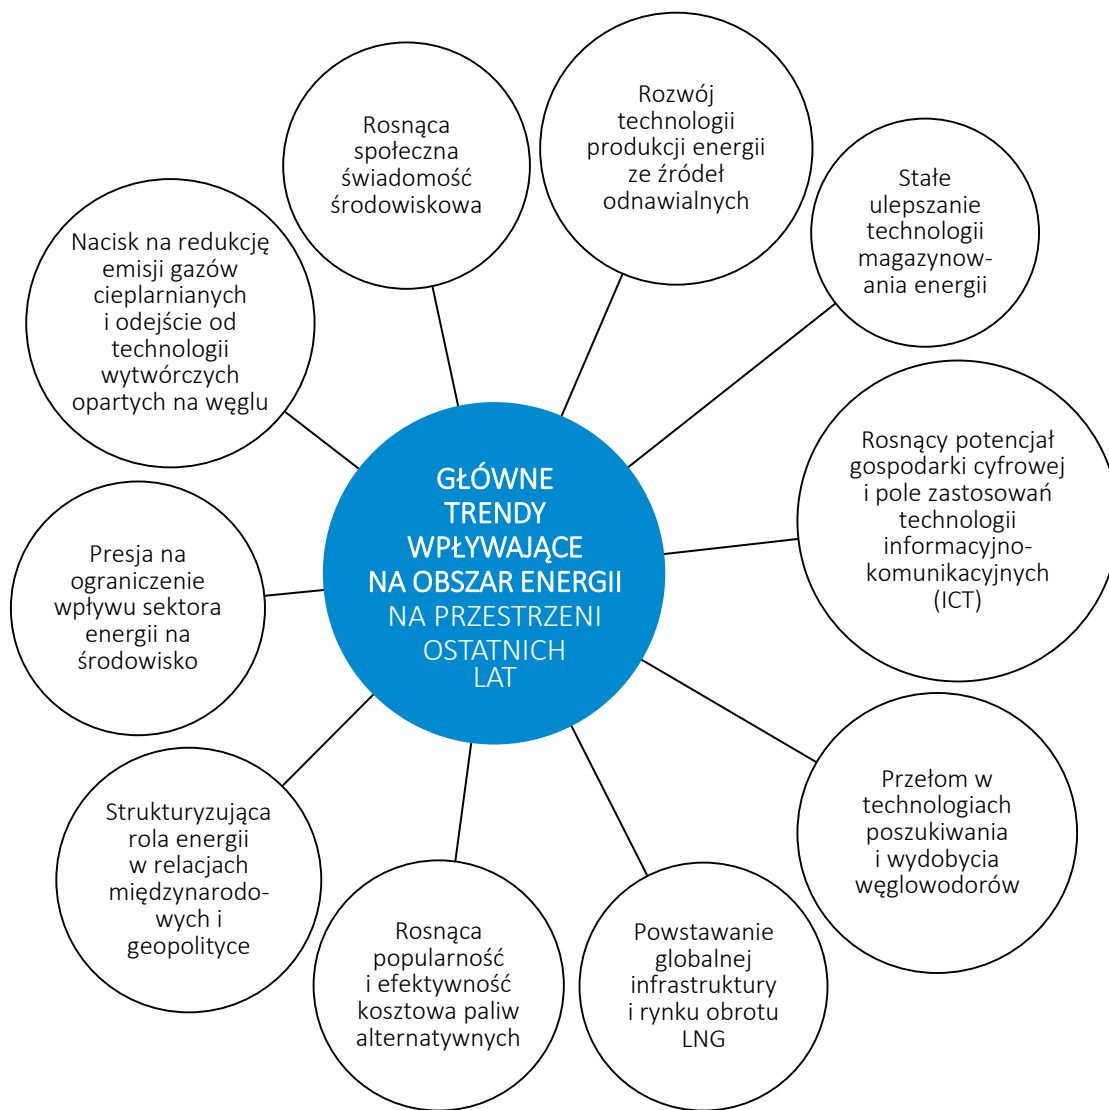 Rosnąca
społeczna
świadomość
środowiskowa
Rozwój
technologii
produkcji energii
ze źródeł
odnawialnych
Stałe
ulepszanie
technologii
magazynow-
ania energii
Nacisk na redukcję
emisji gazów
cieplarnianych
i odejście od
technologii
wytwórczych
opartych na węglu
Rosnący potencjał
gospodarki cyfrowej
i pole zastosowań
technologii
informacyjno-
komunikacyjnych
(ICT)
GŁÓWNE
TRENDY
WPŁYWAJĄCE
NA OBSZAR ENERGII
NA PRZESTRZENI
OSTATNICH
LAT
Presja na
ograniczenie
wpływu sektora
energii na
środowisko
Przełom w
technologiach
poszukiwania
i wydobycia
węglowodorów
Strukturyzująca
rola energii
w relacjach
międzynarodo-
wych i
geopolityce
Rosnąca
popularność
i efektywność
kosztowa paliw
alternatywnych
Powstawanie
globalnej
infrastruktury
i rynku obrotu
LNG